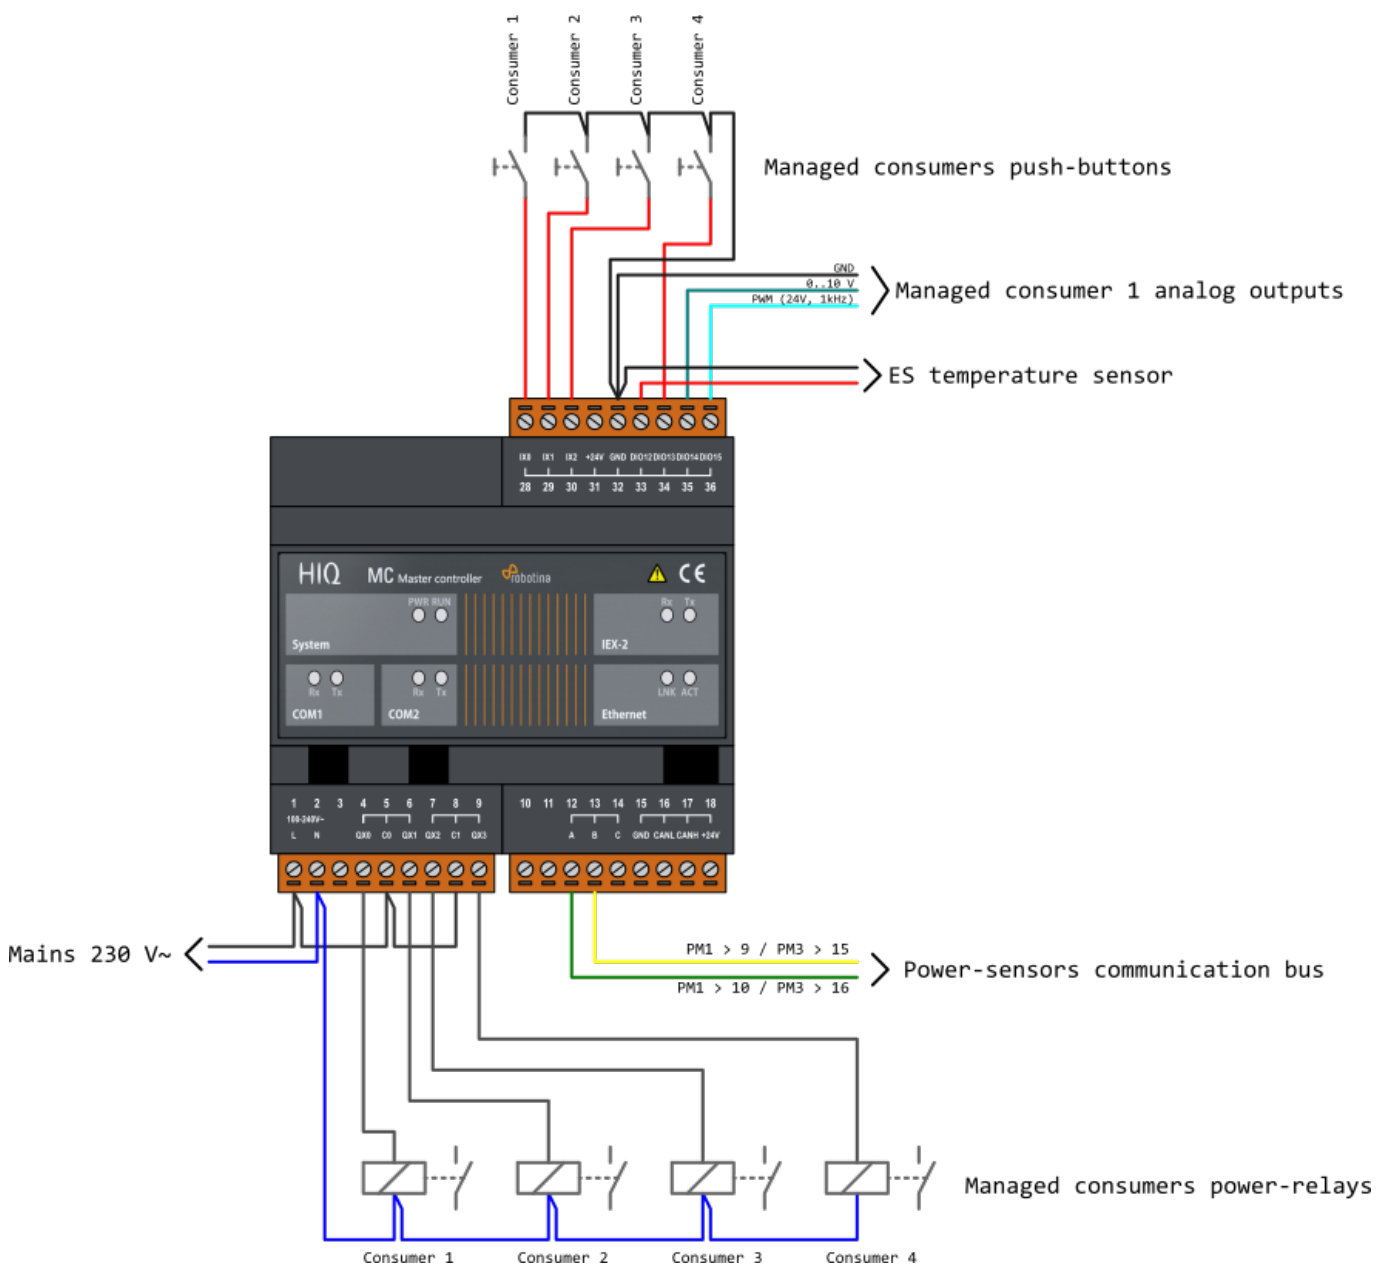 Consumer 1
Consumer 2
Consumer 3
Consumer 4
Managed consumers push-buttons
GND
0..10 V
PWM (24V, 1kHz)
Managed consumer 1 analog outputs
ES temperature sensor
IX0 IX1 IX2 +24V GND DIO12 DIO13 DIO14 DIO15
28 29 30 31 32 33 34 35 36
HIQ MC Master controller robotina CE
PWR RUN
System
Rx Tx
IEX-2
Rx Tx
COM1
Rx Tx
COM2
LNK ACT
Ethernet
1 2 3 4 5 6 7 8 9
100-240V~
L N QX0 C0 QX1 QX2 C1 QX3
10 11 12 13 14 15 16 17 18
A B C GND CANL CANH +24V
Mains 230 V~
PM1 > 9 / PM3 > 15
PM1 > 10 / PM3 > 16
Power-sensors communication bus
Managed consumers power-relays
Consumer 1
Consumer 2
Consumer 3
Consumer 4